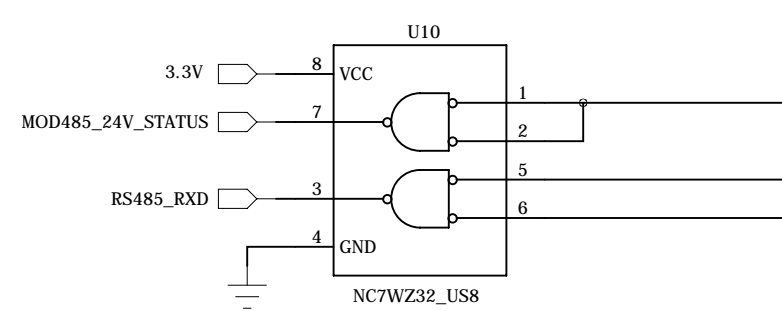 U10
3.3V
8
VCC
1
MOD485_24V_STATUS
7
2
5
RS485_RXD
3
6
4
GND
NC7WZ32_US8